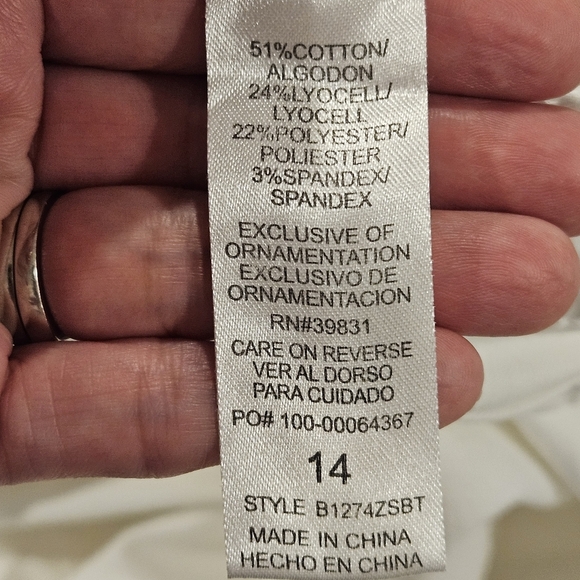 51%COTTON/
ALGODON
24%LYOCELL/
LYOCELL
22%POLYESTER/
POLIESTER
3%SPANDEX/
SPANDEX
EXCLUSIVE OF
ORNAMENTATION
EXCLUSIVO DE
ORNAMENTACION
RN#39831
CARE ON REVERSE
VER AL DORSO
PARA CUIDADO
PO# 100-00064367
14
STYLE B1274ZSBT
MADE IN CHINA
HECHO EN CHINA